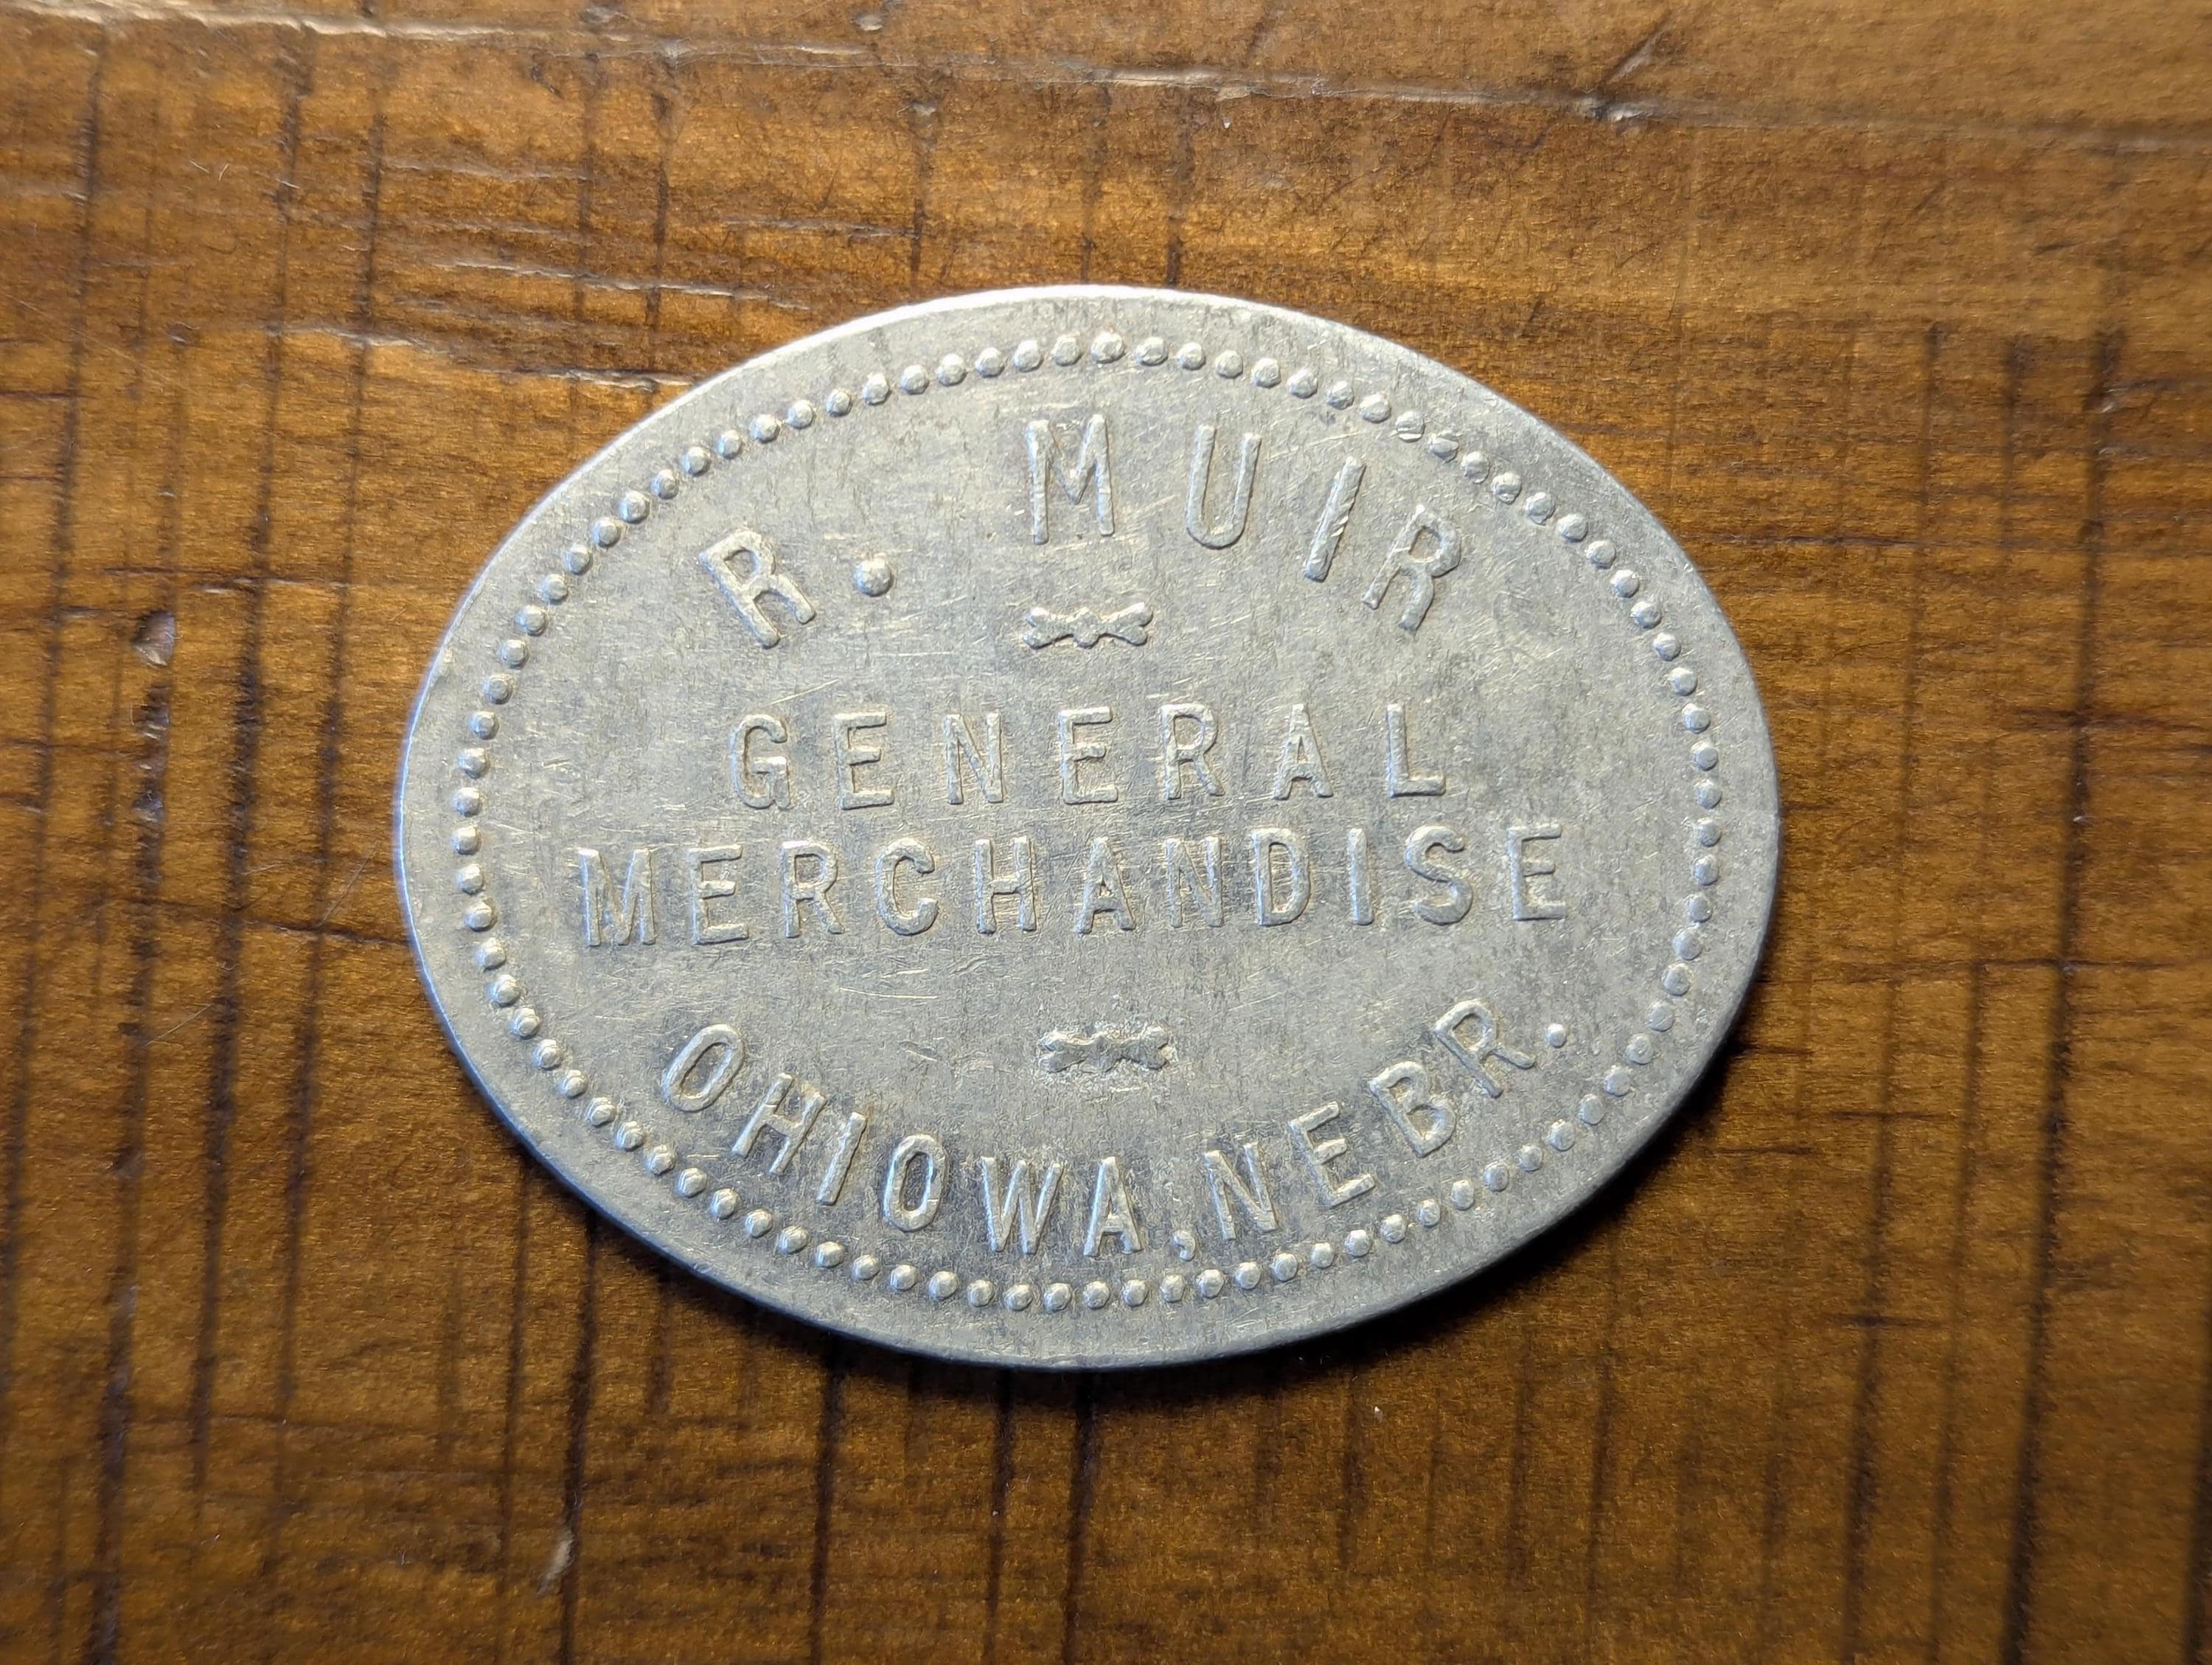 R. MUIR
GENERAL
MERCHANDISE
OHIOWA, NEBR.